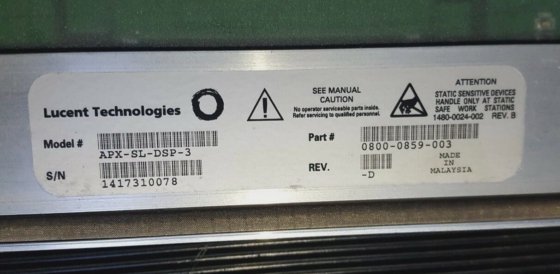 Lucent Technologies
SEE MANUAL
CAUTION
No operator serviceable parts inside.
Refer servicing to qualified personnel.
ATTENTION
STATIC SENSITIVE DEVICES
HANDLE ONLY AT STATIC
SAFE WORK STATIONS
1480-0024-002 REV. B
Model #
APX-SL-DSP-3
Part #
0800-0859-003
S/N
1417310078
REV.
-D
MADE
IN
MALAYSIA